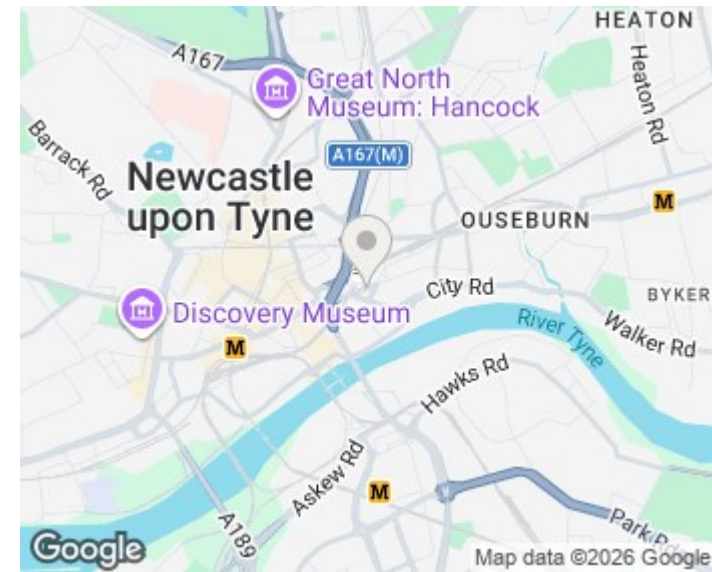 HEATON
A167
Great North
Museum: Hancock
Heaton Rd
Barrack Rd
A167(M)
Newcastle
upon Tyne
M
OUSEBURN
City Rd
BYKER
Discovery Museum
River Tyne
Walker Rd
M
Hawks Rd
Askew Rd
M
A189
Google
Map data ©2026 Google